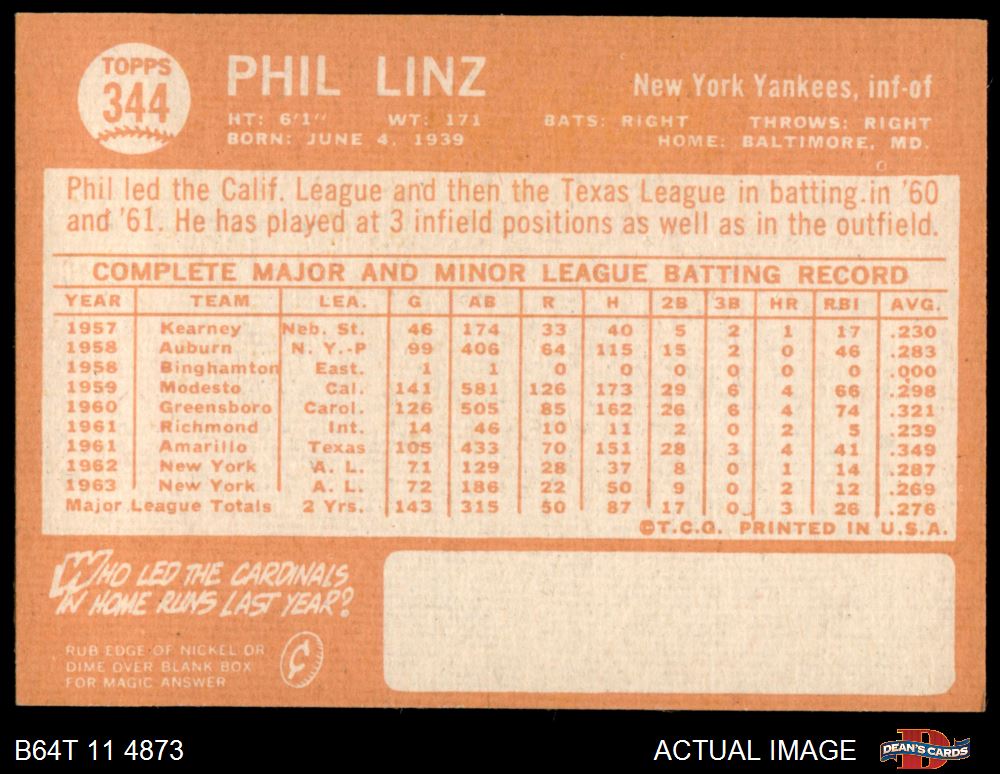 TOPPS
344
PHIL LINZ
New York Yankees, inf-of
HT: 6'1" WT: 171 BATS: RIGHT THROWS: RIGHT
BORN: JUNE 4, 1939 HOME: BALTIMORE, MD.
Phil led the Calif. League and then the Texas League in batting in '60
and '61. He has played at 3 infield positions as well as in the outfield.
COMPLETE MAJOR AND MINOR LEAGUE BATTING RECORD
YEAR TEAM LEA. G AB R H 2B 3B HR RBI AVG.
1957 Kearney Neb. St. 46 174 33 40 5 2 1 17 .230
1958 Auburn N. Y.-P 99 406 64 115 15 2 0 46 .283
1958 Binghamton East. 1 1 0 0 0 0 0 0 .000
1959 Modesto Cal. 141 581 126 173 29 6 4 66 .298
1960 Greensboro Carol. 126 505 85 162 26 6 4 74 .321
1961 Richmond Int. 14 46 10 11 2 0 2 5 .239
1961 Amarillo Texas 105 433 70 151 28 3 4 41 .349
1962 New York A. L. 71 129 28 37 8 0 1 14 .287
1963 New York A. L. 72 186 22 50 9 0 2 12 .269
Major League Totals 2 Yrs. 143 315 50 87 17 0 3 26 .276
©T.C.G. PRINTED IN U.S.A.
WHO LED THE CARDINALS
IN HOME RUNS LAST YEAR?
RUB EDGE OF NICKEL OR
DIME OVER BLANK BOX
FOR MAGIC ANSWER
B64T 11 4873
ACTUAL IMAGE
DEAN'S CARDS